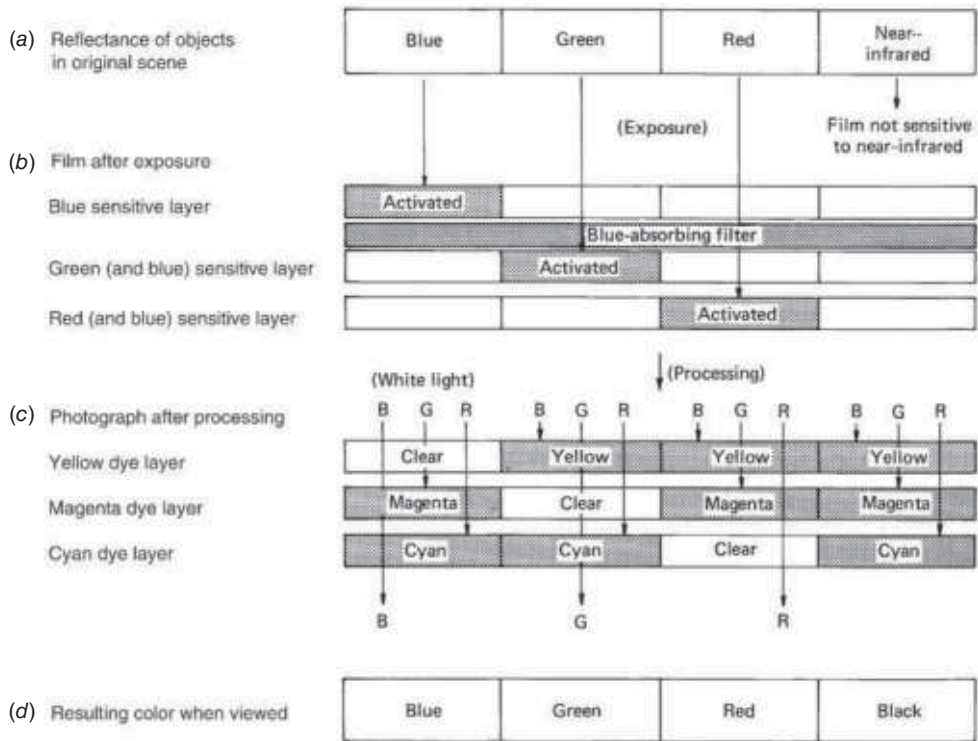 (a) Reflectance of objects
in original scene
Blue Green Red Near--
infrared
(Exposure)
Film not sensitive
to near-infrared
(b) Film after exposure
Blue sensitive layer
Activated
Blue-absorbing filter
Green (and blue) sensitive layer
Activated
Red (and blue) sensitive layer
Activated
(White light)
(Processing)
(c) Photograph after processing
B G R B G R B G R B G R
Yellow dye layer
Clear Yellow Yellow Yellow
Magenta dye layer
Magenta Clear Magenta Magenta
Cyan dye layer
Cyan Cyan Clear Cyan
B G R
(d) Resulting color when viewed
Blue Green Red Black